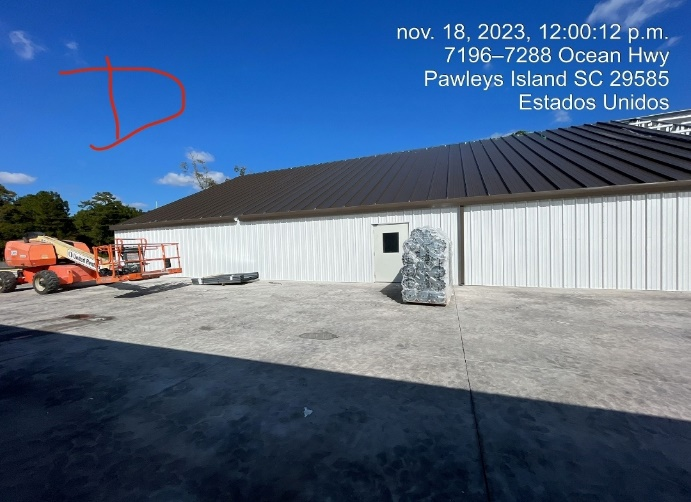 nov. 18, 2023, 12:00:12 p.m.
7196–7288 Ocean Hwy
Pawleys Island SC 29585
Estados Unidos
D